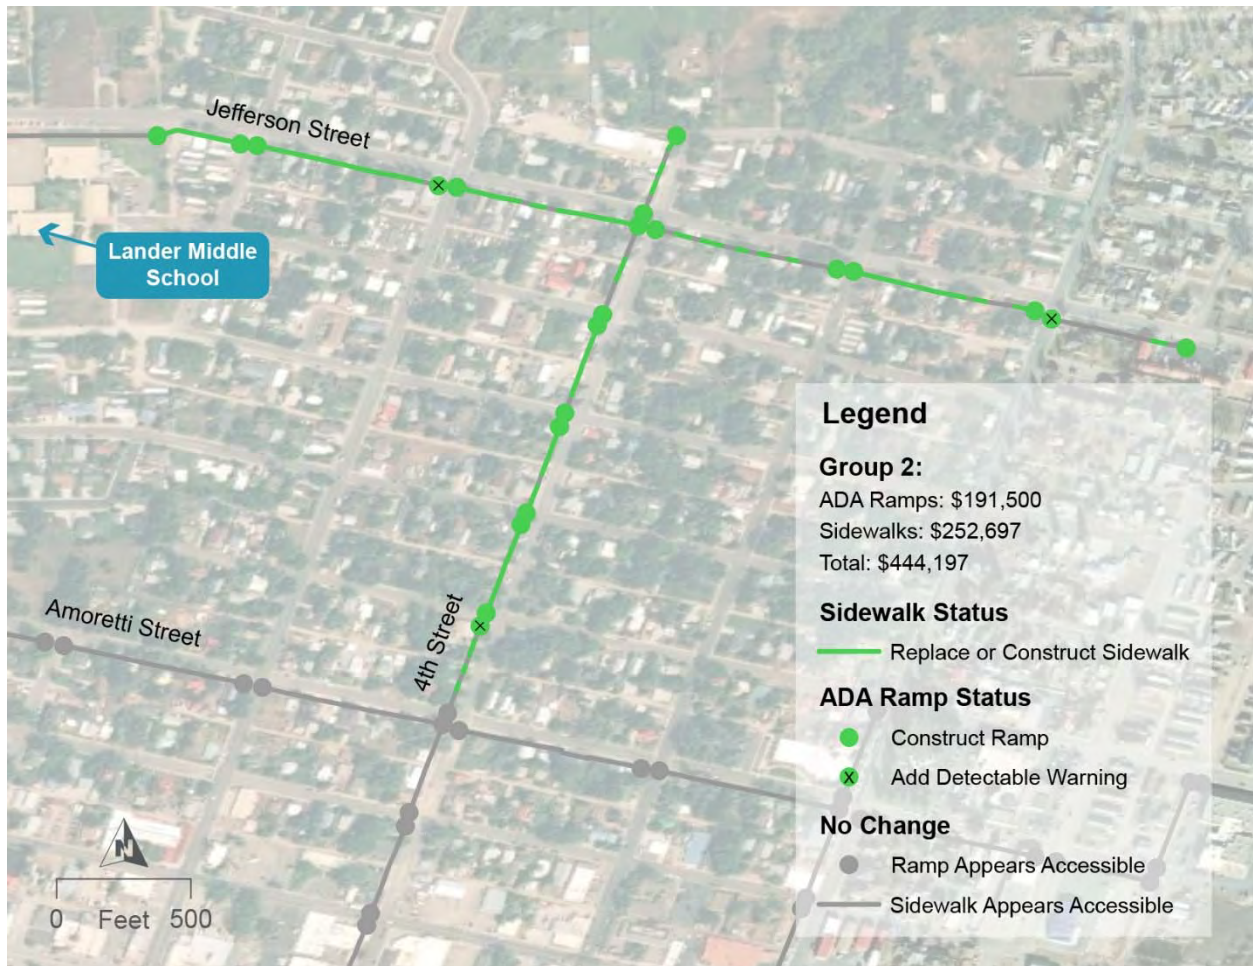 Jefferson Street
Lander Middle
School
Legend
Group 2:
ADA Ramps: $191,500
Sidewalks: $252,697
Total: $444,197
Sidewalk Status
Replace or Construct Sidewalk
Amoretti Street
4th Street
ADA Ramp Status
Construct Ramp
X Add Detectable Warning
No Change
Ramp Appears Accessible
Sidewalk Appears Accessible
N
0 Feet 500